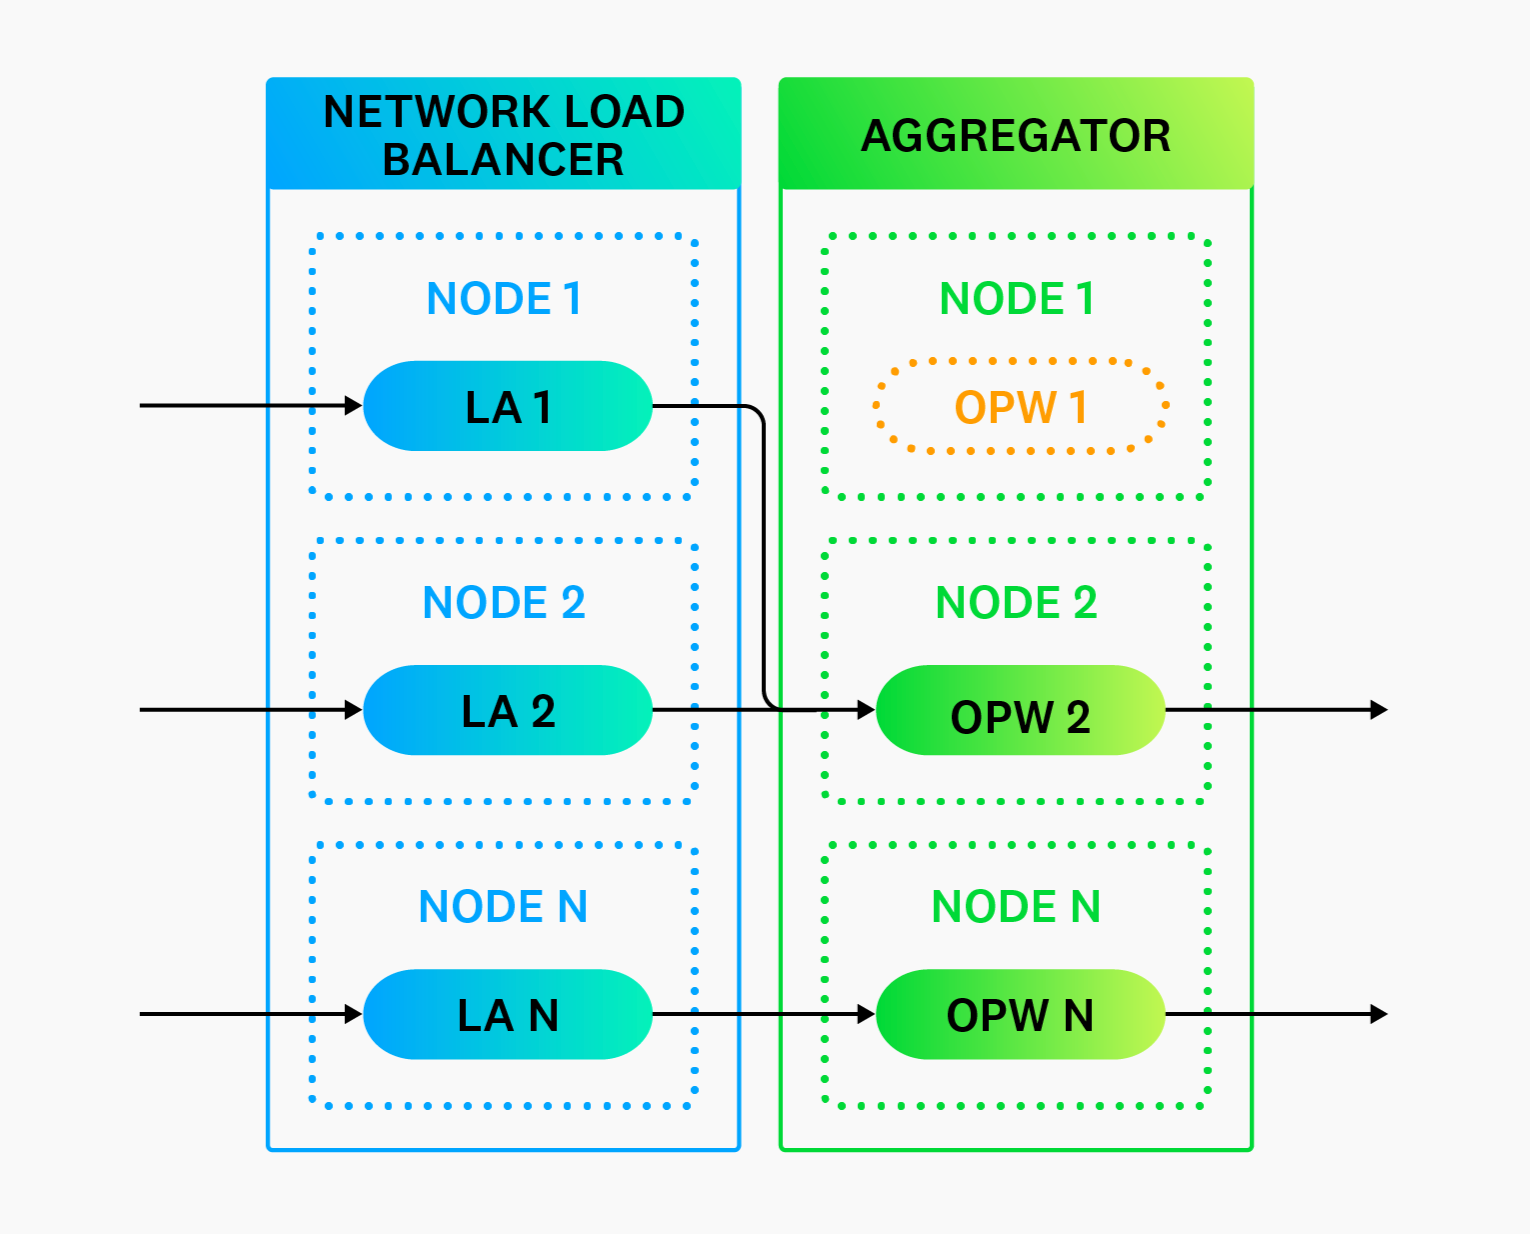 NETWORK LOAD
BALANCER
NODE 1
LA 1
NODE 2
LA 2
NODE N
LA N
AGGREGATOR
NODE 1
OPW 1
NODE 2
OPW 2
NODE N
OPW N